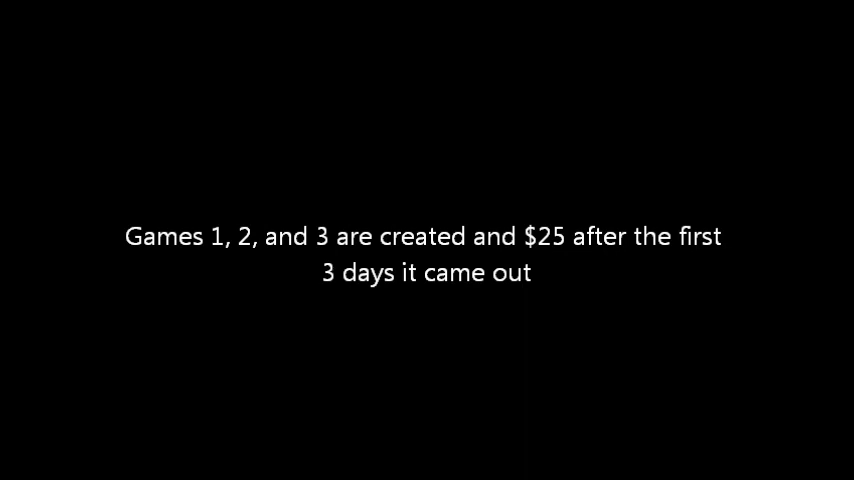 Games 1, 2, and 3 are created and $25 after the first
3 days it came out